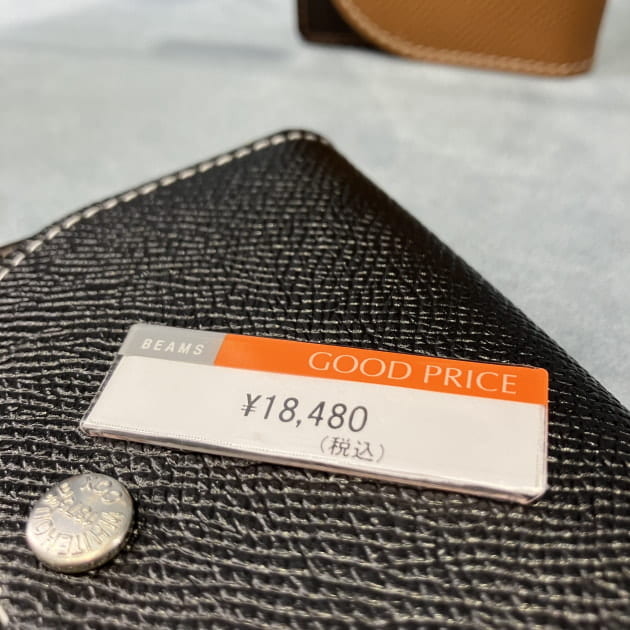 BEAMS GOOD PRICE
¥18,480
(税込)